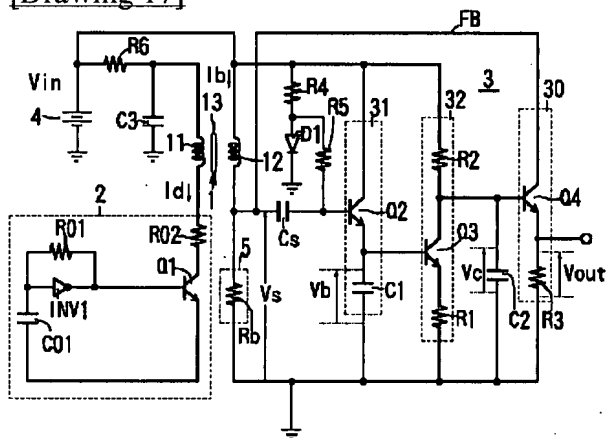 [Drawing 17]
FB
R6
Vin
Ib↓
3
30
R4
31
32
13
R5
4
C3
11
D1
12
R2
Id↓
2
Q2
Q4
R01
R02
Cs
Q3
Q1
5
Vc
INV1
Vs
Vb
C1
C2
Vout
R3
C01
Rb
R1